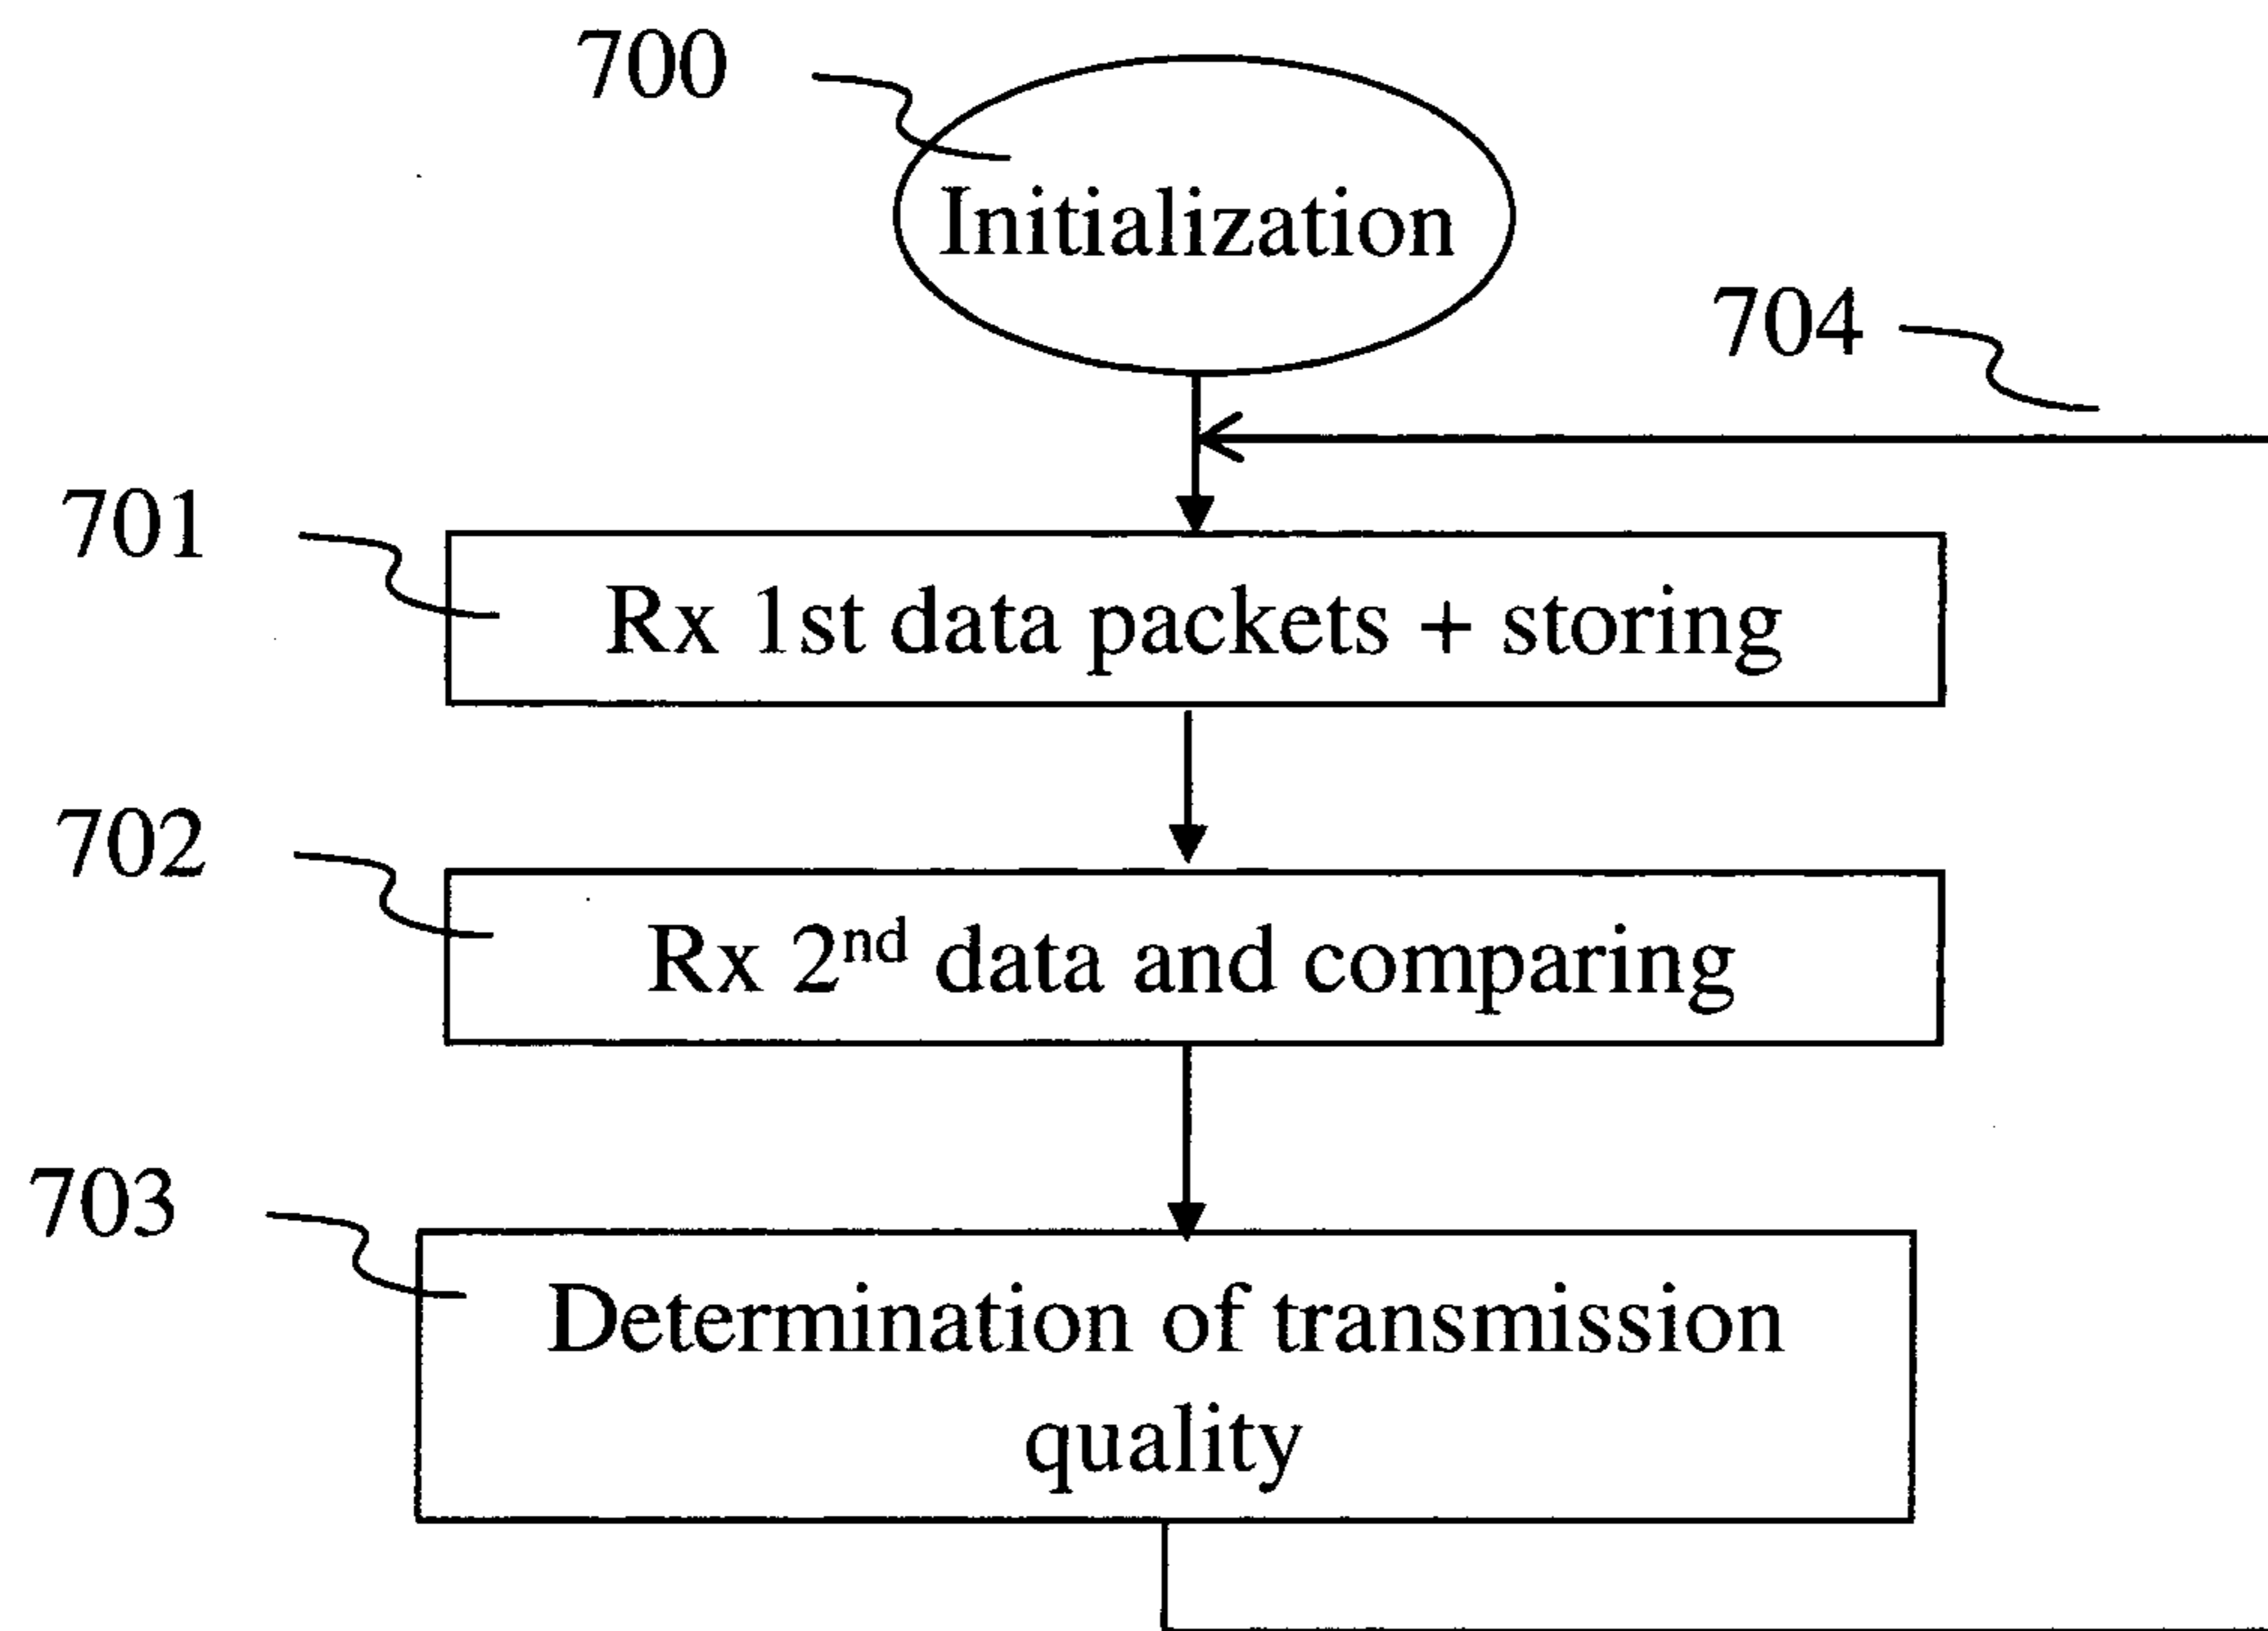 700
Initialization
704
701
Rx 1st data packets + storing
702
Rx 2nd data and comparing
703
Determination of transmission
quality